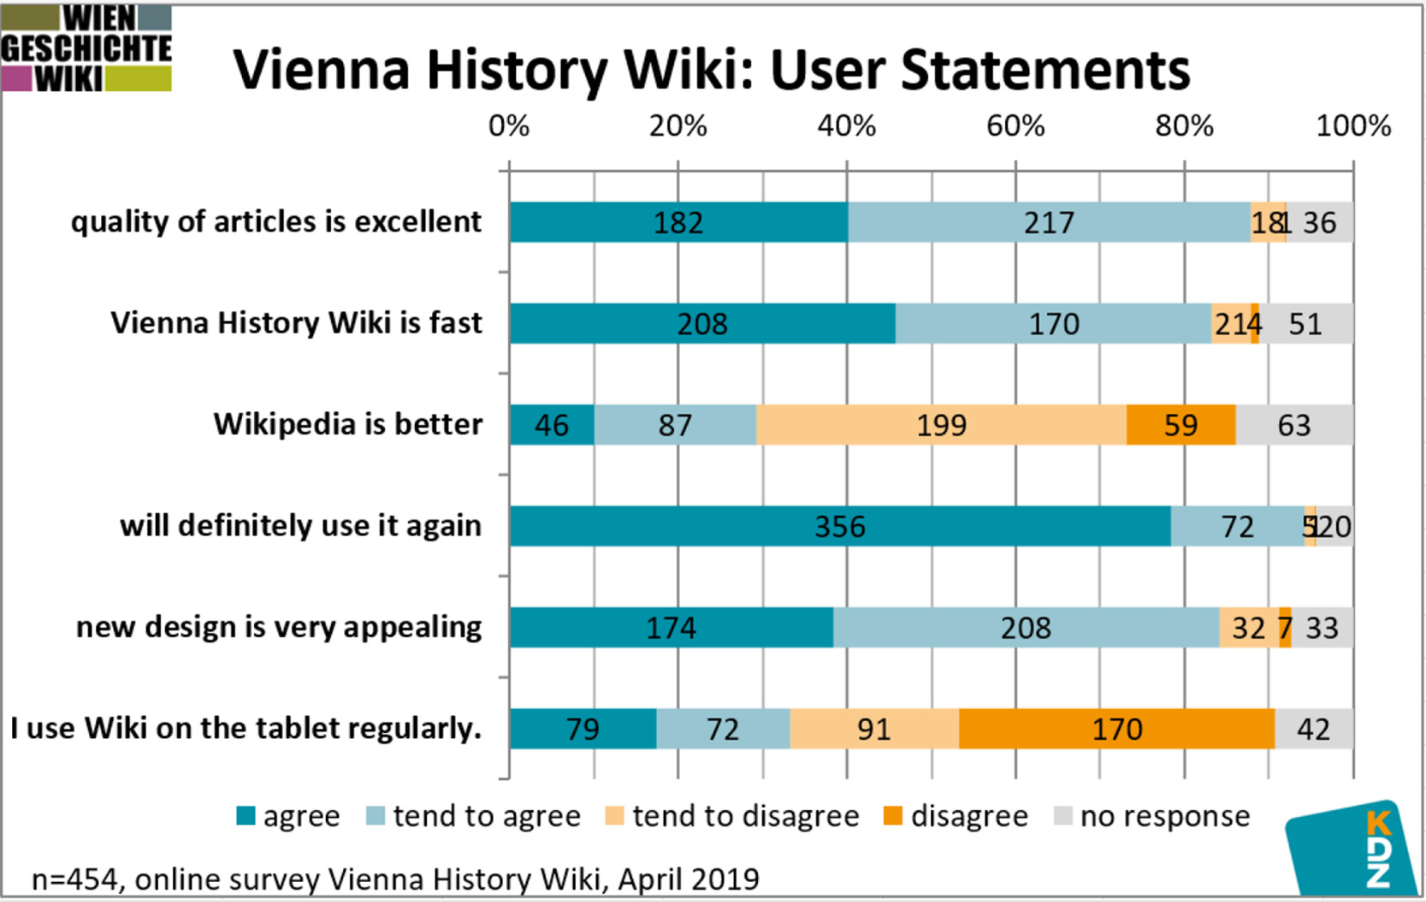 WIEN
GESCHICHTE
WIKI
Vienna History Wiki: User Statements
0% 20% 40% 60% 80% 100%
quality of articles is excellent 182 217 18 1 36
Vienna History Wiki is fast 208 170 21 4 51
Wikipedia is better 46 87 199 59 63
will definitely use it again 356 72 5 1 20
new design is very appealing 174 208 32 7 33
I use Wiki on the tablet regularly. 79 72 91 170 42
agree tend to agree tend to disagree disagree no response
n=454, online survey Vienna History Wiki, April 2019
KDZ